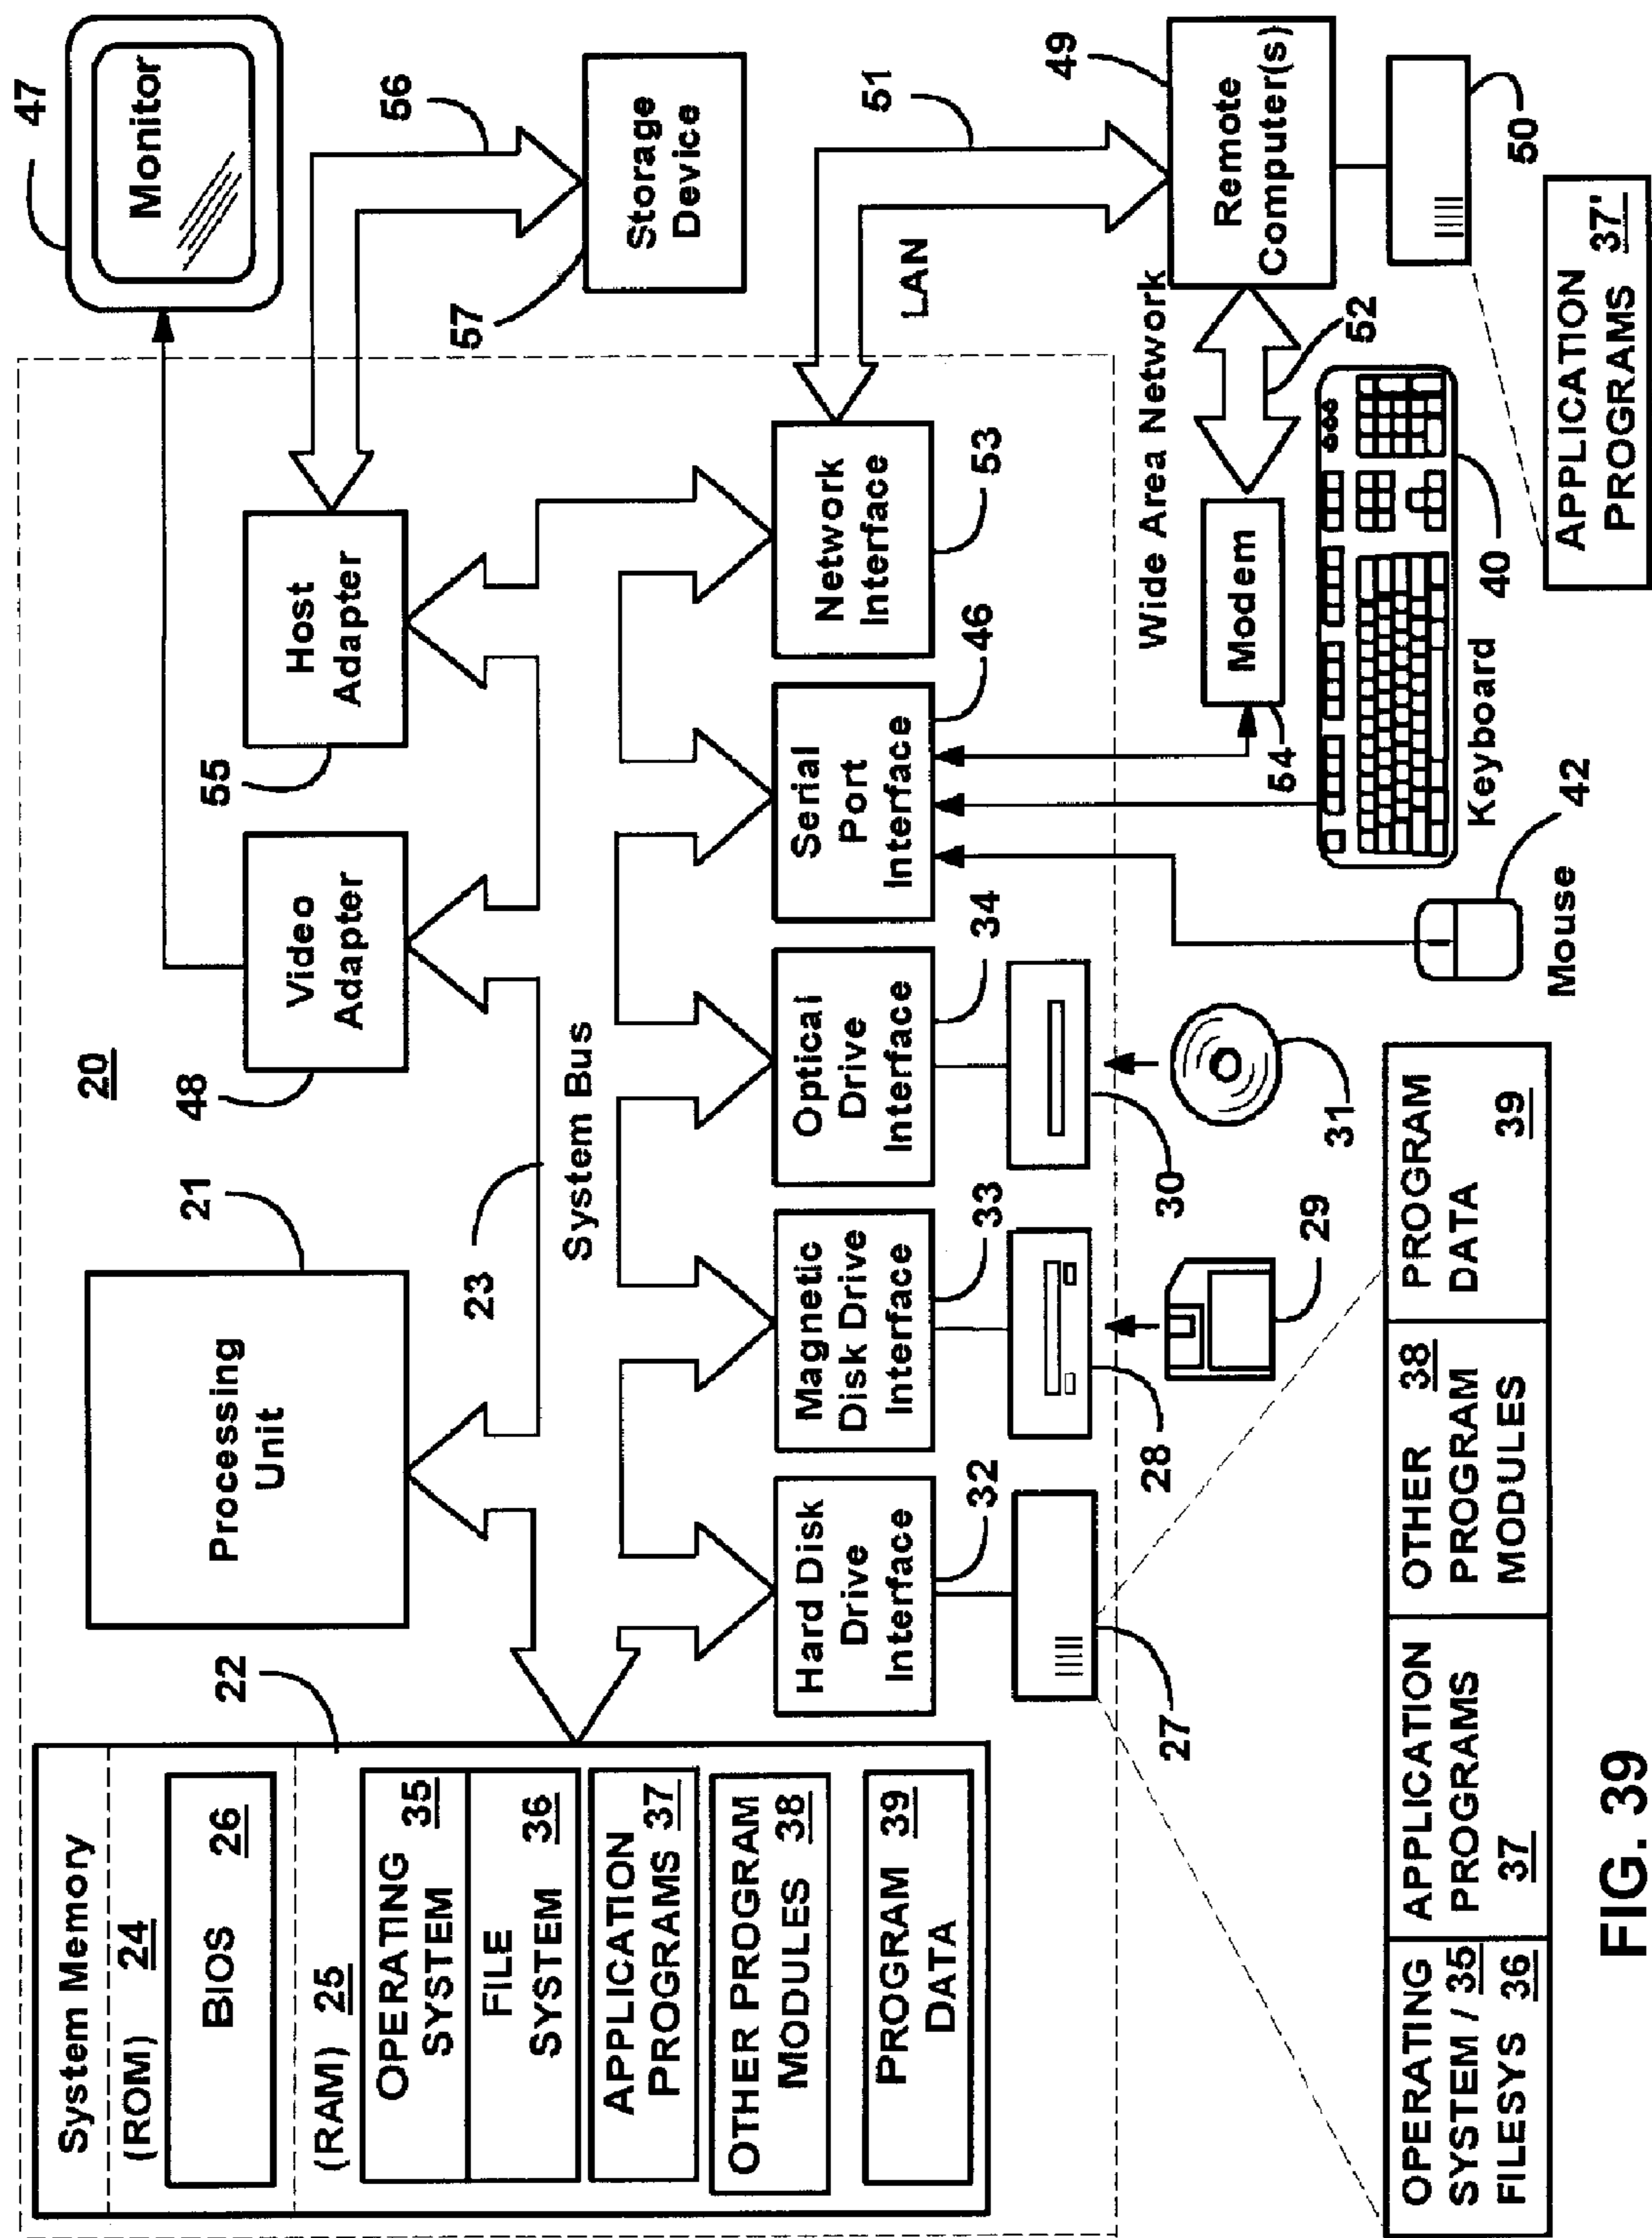 System Memory
(ROM) 24
BIOS 26
22
(RAM) 25
OPERATING
SYSTEM 35
FILE
SYSTEM 36
APPLICATION
PROGRAMS 37
OTHER PROGRAM
MODULES 38
PROGRAM 39
DATA
Processing
Unit
21
20
48
Video
Adapter
55
Host
Adapter
47
Monitor
56
57
Storage
Device
23
System Bus
Hard Disk
Drive
Interface
32
Magnetic
Disk Drive
Interface
33
Optical
Drive
Interface
34
Serial
Port
Interface
46
Network
Interface
53
LAN
51
49
Remote
Computer(s)
50
Wide Area Network
52
Modem
54
27
28
29
30
31
Mouse
42
Keyboard
40
APPLICATION
PROGRAMS 37'
OPERATING
SYSTEM / 35
FILESYS 36
APPLICATION
PROGRAMS
37
OTHER 38
PROGRAM
MODULES
PROGRAM
DATA
39
FIG. 39